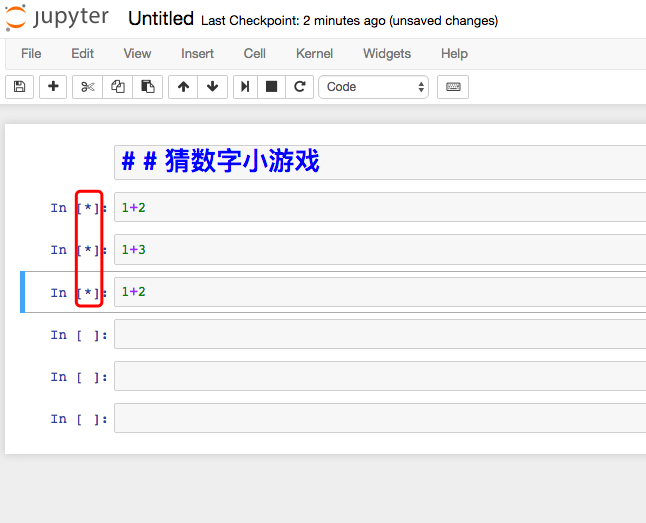 jupyter Untitled Last Checkpoint: 2 minutes ago (unsaved changes)
File Edit View Insert Cell Kernel Widgets Help
Code
# # 猜数字小游戏
In [*]: 1+2
In [*]: 1+3
In [*]: 1+2
In [ ]:
In [ ]:
In [ ]: